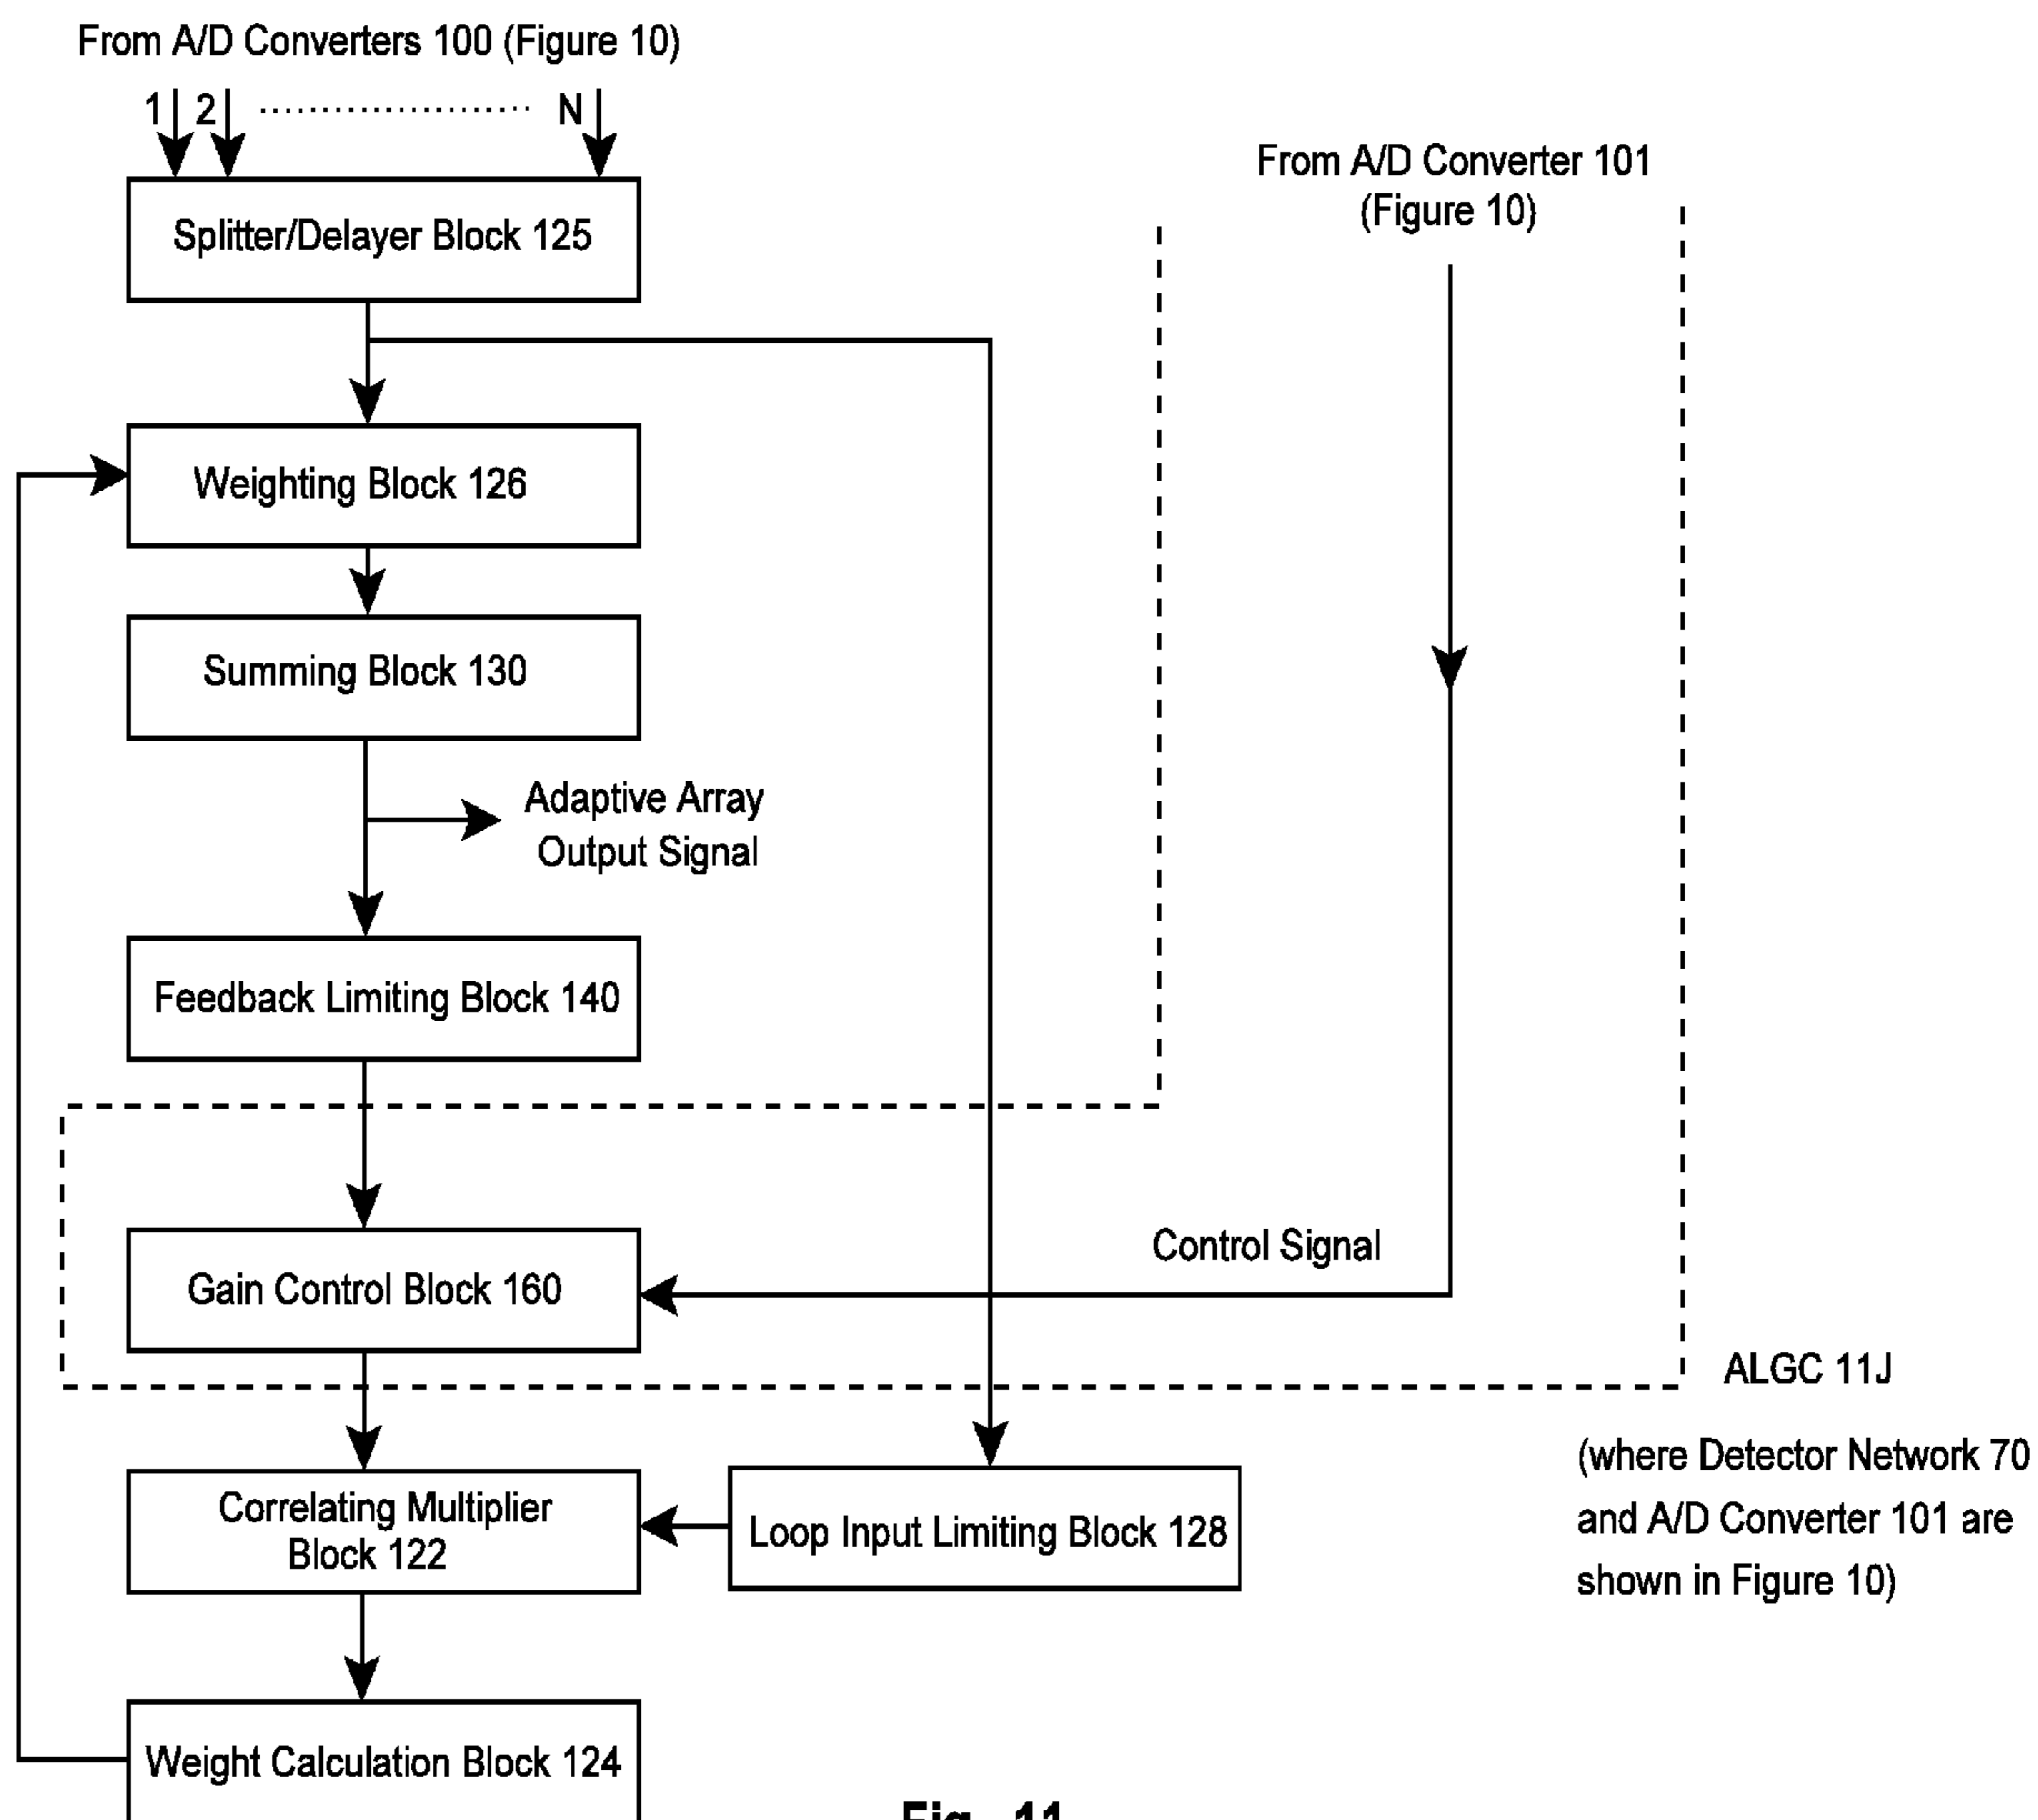 From A/D Converters 100 (Figure 10)
1 2 N
From A/D Converter 101
(Figure 10)
Splitter/Delayer Block 125
Weighting Block 126
Summing Block 130
Adaptive Array
Output Signal
Feedback Limiting Block 140
Control Signal
Gain Control Block 160
ALGC 11J
(where Detector Network 70
and A/D Converter 101 are
shown in Figure 10)
Correlating Multiplier
Block 122
Loop Input Limiting Block 128
Weight Calculation Block 124
Fig. 11